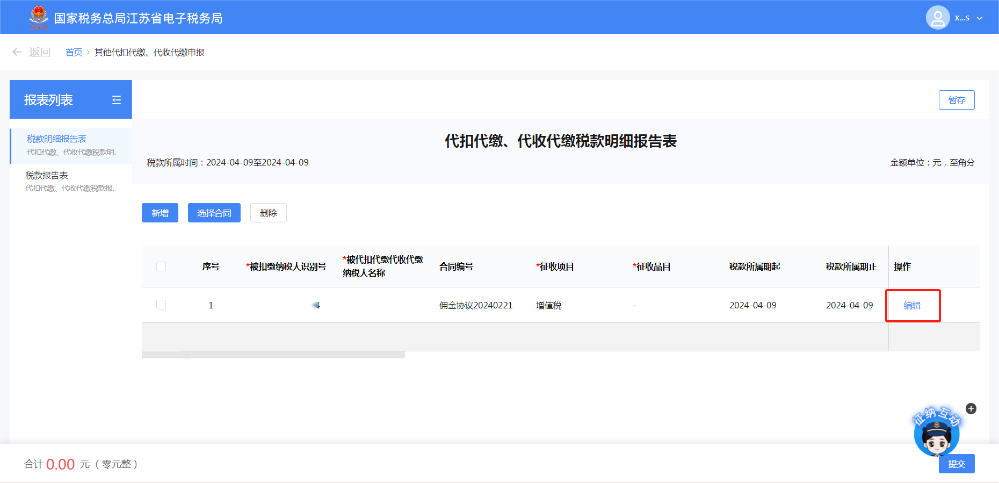 国家税务总局江苏省电子税务局
x...s
返回 首页 › 其他代扣代缴、代收代缴申报
报表列表
暂存
税款明细报告表
代扣代缴、代收代缴税款明.
税款报告表
代扣代缴、代收代缴税款报..
代扣代缴、代收代缴税款明细报告表
税款所属时间：2024-04-09至2024-04-09
金额单位：元，至角分
新增 选择合同 删除
序号 *被扣缴纳税人识别号 *被代扣代缴代收代缴纳税人名称 合同编号 *征收项目 *征收品目 税款所属期起 税款所属期止 操作
1 佣金协议20240221 增值税 - 2024-04-09 2024-04-09 编辑
征纳互动
合计 0.00 元（零元整）
提交